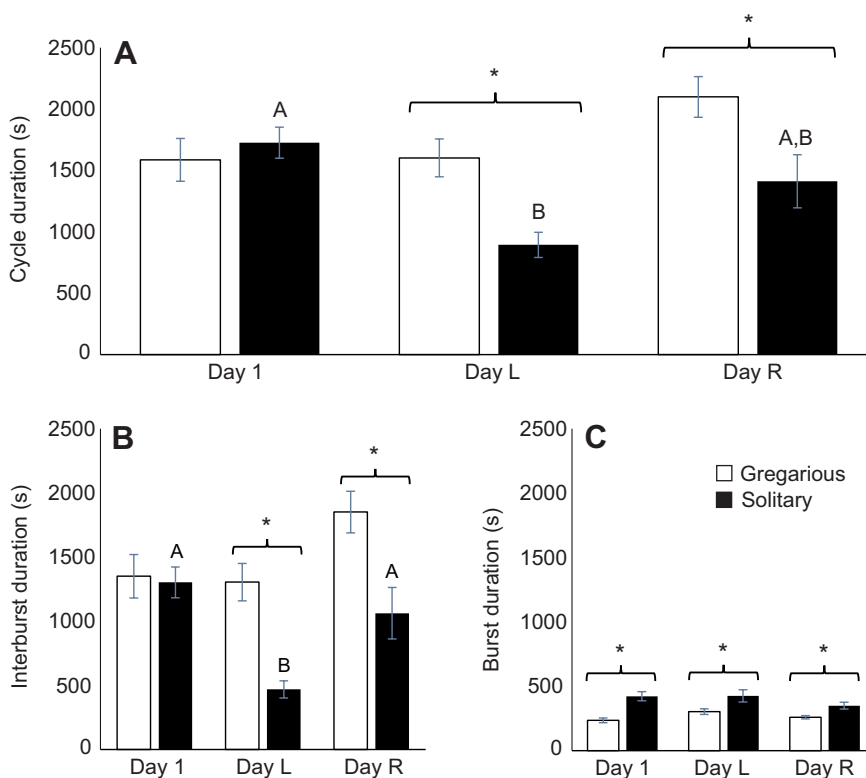 A
Cycle duration (s)
2500
2000
1500
1000
500
0
A
*
B
*
A,B
Day 1
Day L
Day R
B
Interburst duration (s)
2500
2000
1500
1000
500
0
A
*
B
*
A
Day 1
Day L
Day R
C
Burst duration (s)
2500
2000
1500
1000
500
0
Gregarious
Solitary
*
*
*
Day 1
Day L
Day R